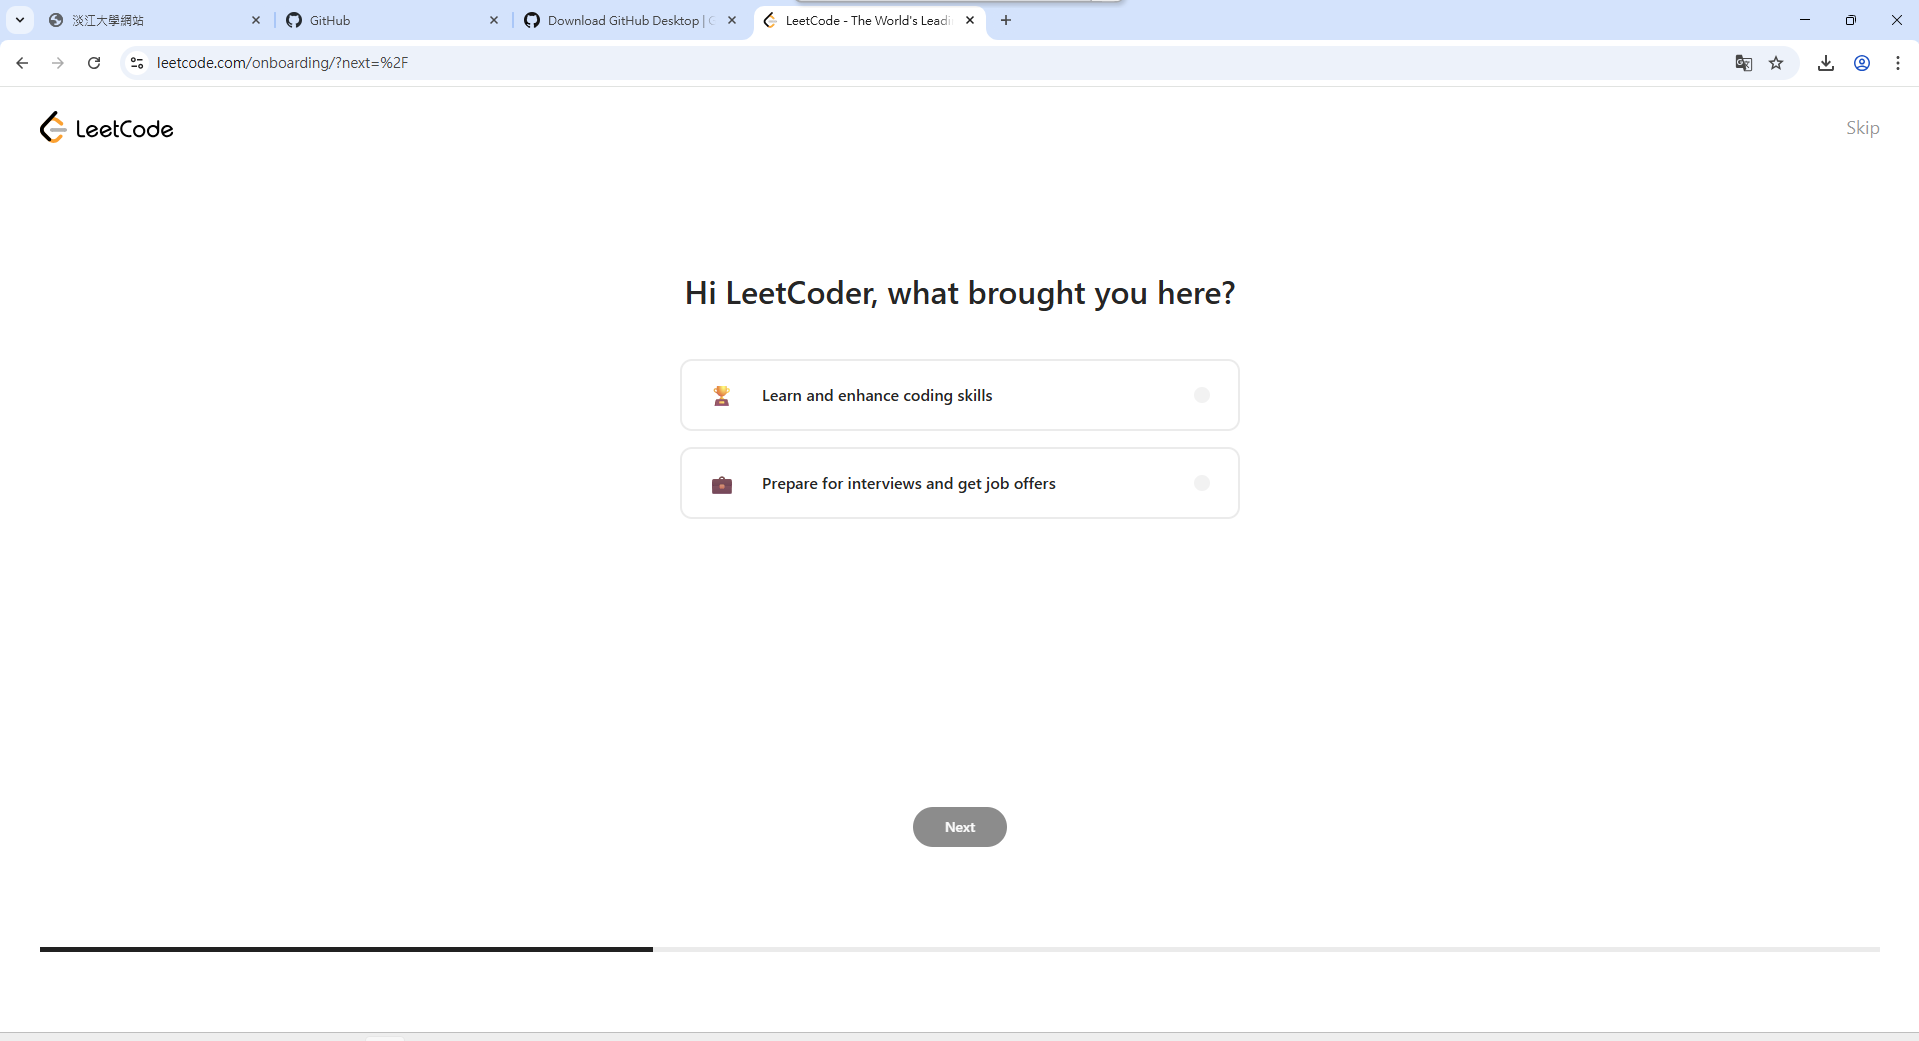 淡江大學網站
GitHub
Download GitHub Desktop |
LeetCode - The World's Leadi
leetcode.com/onboarding/?next=%2F
LeetCode
Skip
Hi LeetCoder, what brought you here?
Learn and enhance coding skills
Prepare for interviews and get job offers
Next